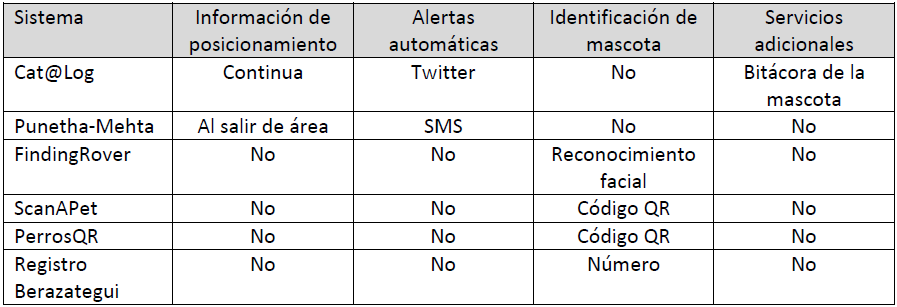 Sistema Información de posicionamiento Alertas automáticas Identificación de mascota Servicios adicionales
Cat@Log Continua Twitter No Bitácora de la mascota
Punetha-Mehta Al salir de área SMS No No
FindingRover No No Reconocimiento facial No
ScanAPet No No Código QR No
PerrosQR No No Código QR No
Registro Berazategui No No Número No